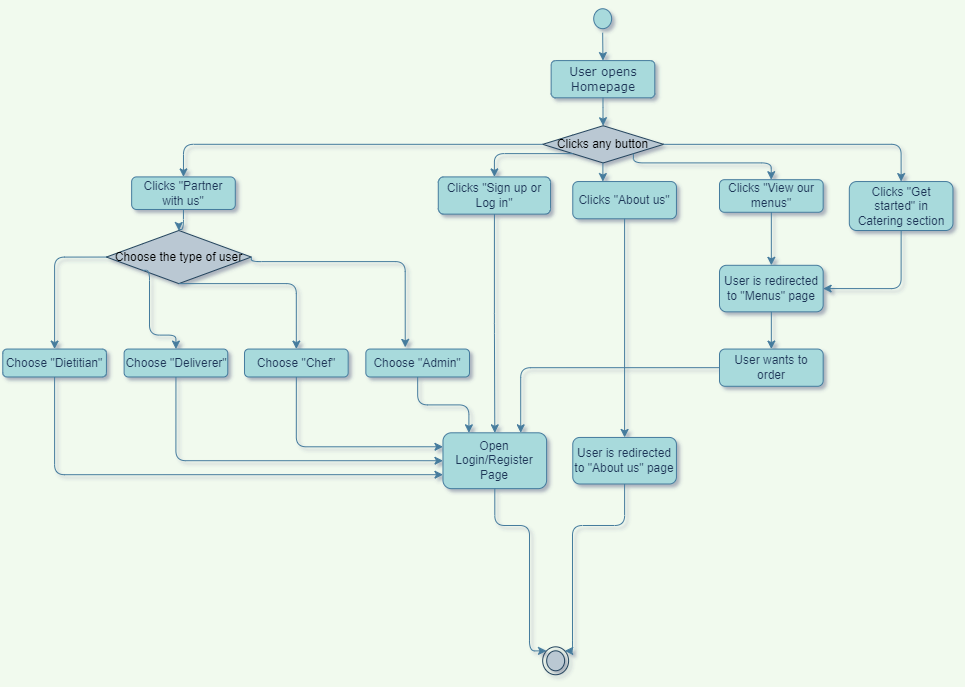 User opens
Homepage
Clicks any button
Clicks "Partner
with us"
Clicks "Sign up or
Log in"
Clicks "About us"
Clicks "View our
menus"
Clicks "Get
started" in
Catering section
Choose the type of user
User is redirected
to "Menus" page
Choose "Dietitian"
Choose "Deliverer"
Choose "Chef"
Choose "Admin"
User wants to
order
Open
Login/Register
Page
User is redirected
to "About us" page